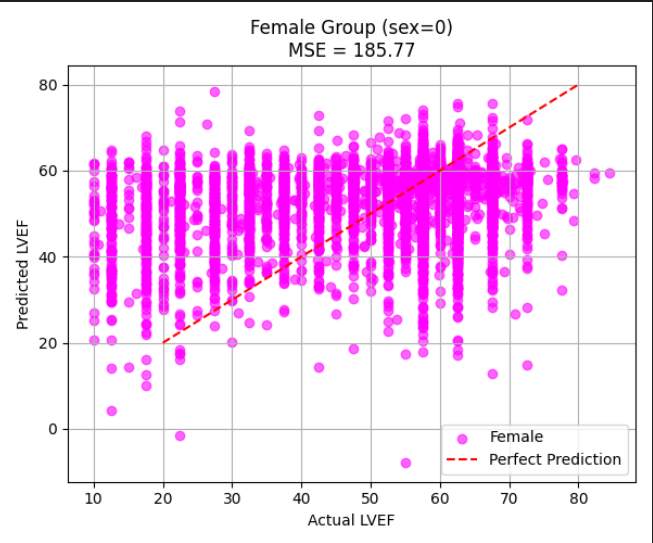 Female Group (sex=0)
MSE = 185.77
Predicted LVEF
80
60
40
20
0
10 20 30 40 50 60 70 80
Actual LVEF
Female
Perfect Prediction